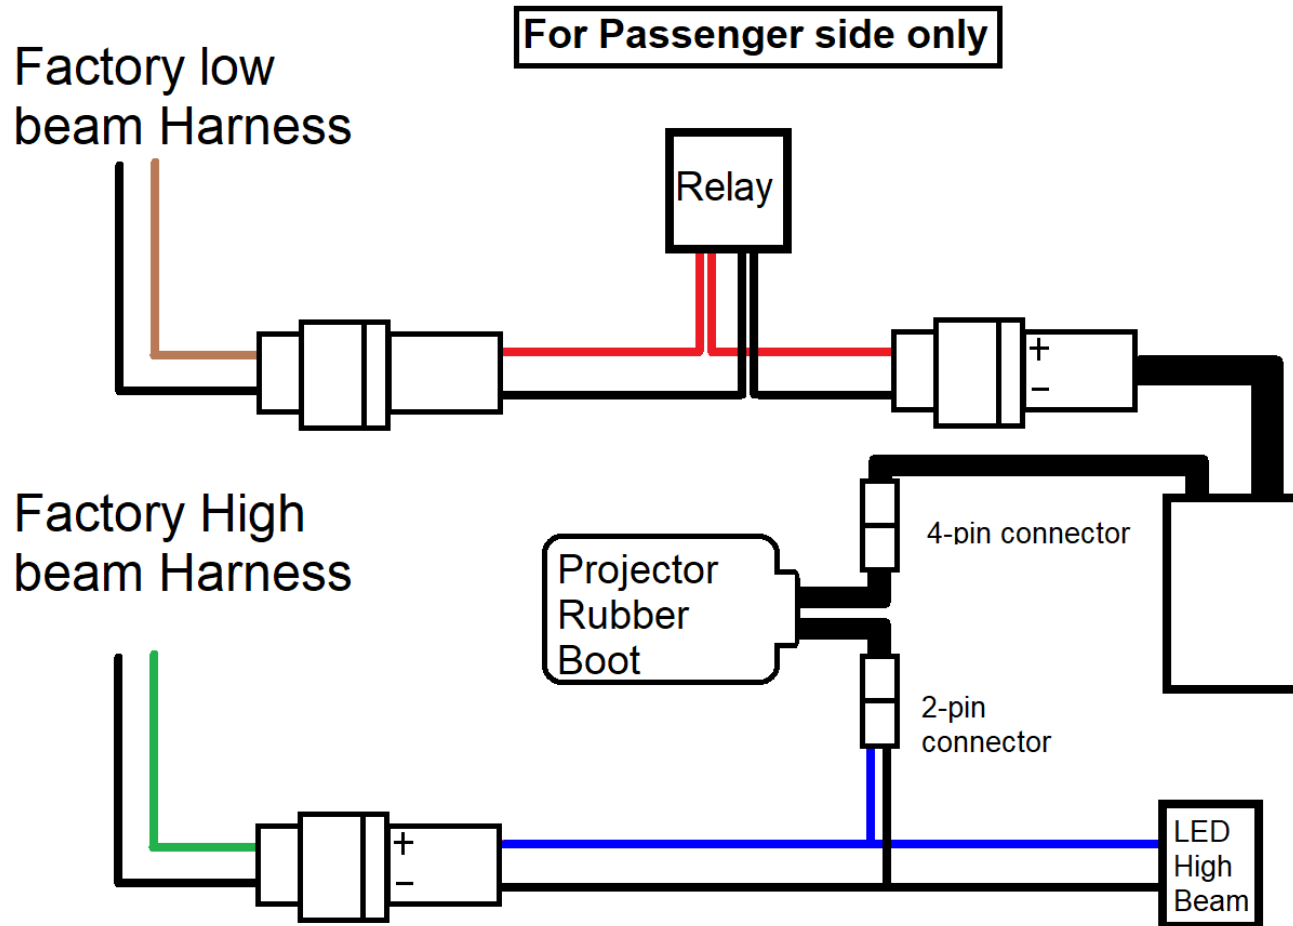 For Passenger side only
Factory low
beam Harness
Relay
+
−
Factory High
beam Harness
4-pin connector
Projector
Rubber
Boot
2-pin
connector
+
−
LED
High
Beam